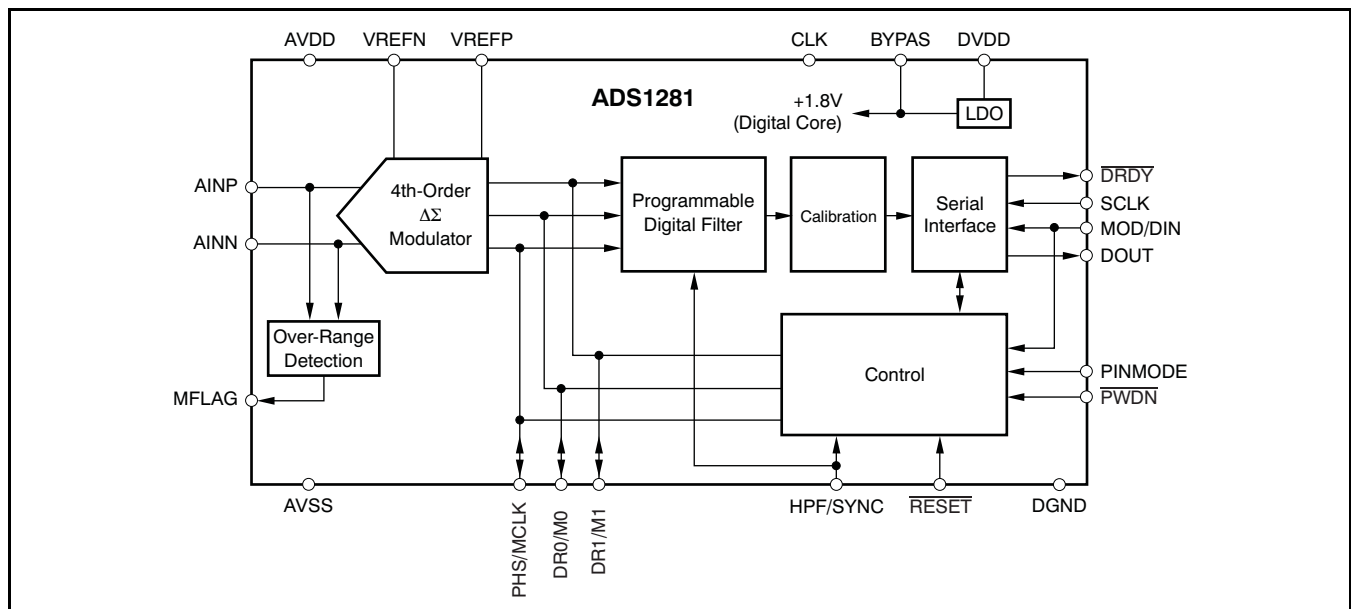 AVDD
VREFN
VREFP
CLK
BYPAS
DVDD
ADS1281
+1.8V
(Digital Core)
LDO
AINP
AINN
4th-Order
ΔΣ
Modulator
Programmable
Digital Filter
Calibration
Serial
Interface
DRDY
SCLK
MOD/DIN
DOUT
Over-Range
Detection
MFLAG
Control
PINMODE
PWDN
AVSS
PHS/MCLK
DR0/M0
DR1/M1
HPF/SYNC
RESET
DGND